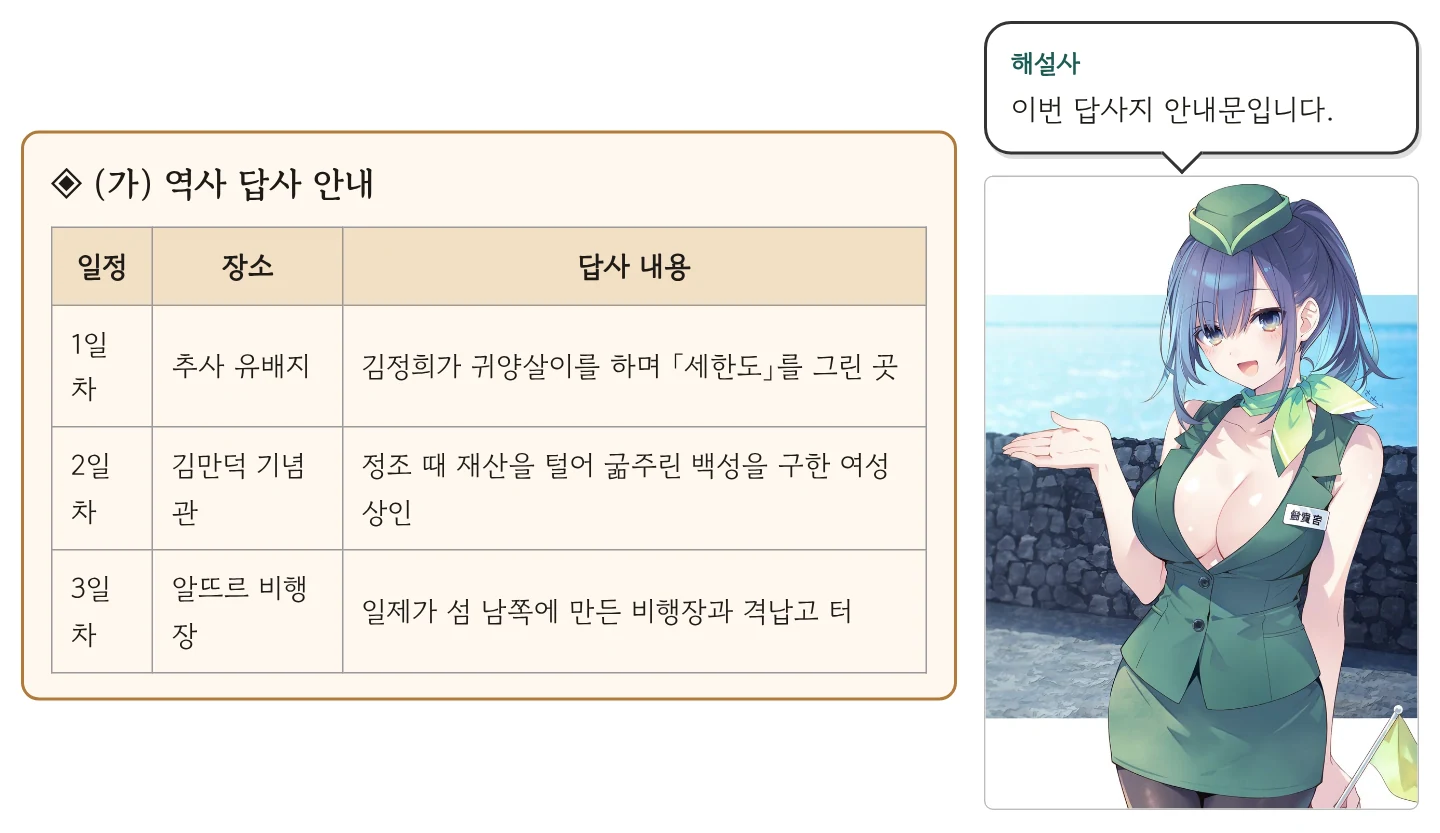 ◈ (가) 역사 답사 안내
일정 장소 답사 내용
1일차 추사 유배지 김정희가 귀양살이를 하며 「세한도」를 그린 곳
2일차 김만덕 기념관 정조 때 재산을 털어 굶주린 백성을 구한 여성 상인
3일차 알뜨르 비행장 일제가 섬 남쪽에 만든 비행장과 격납고 터
해설사
이번 답사지 안내문입니다.